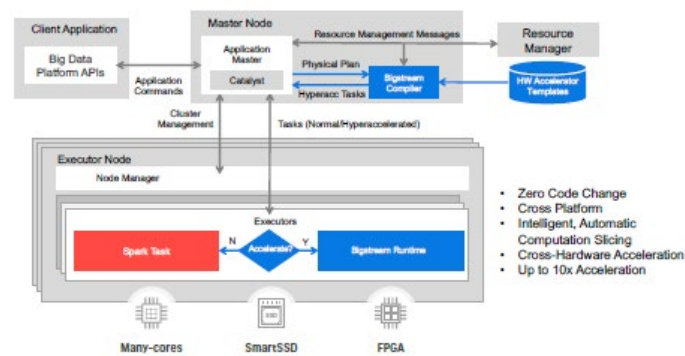 Client Application
Big Data
Platform APIs
Application
Commands
Master Node
Application
Master
Catalyst
Resource Management Messages
Physical Plan
Hyperacc Tasks
Bigstream
Compiler
Resource
Manager
HW Accelerator
Templates
Cluster
Management
Tasks (Normal/Hyperaccelerated)
Executor Node
Node Manager
Executors
Spark Task
N
Accelerate?
Y
Bigstream Runtime
• Zero Code Change
• Cross Platform
• Intelligent, Automatic
Computation Slicing
• Cross-Hardware Acceleration
• Up to 10x Acceleration
SSD
Many-cores
SmartSSD
FPGA